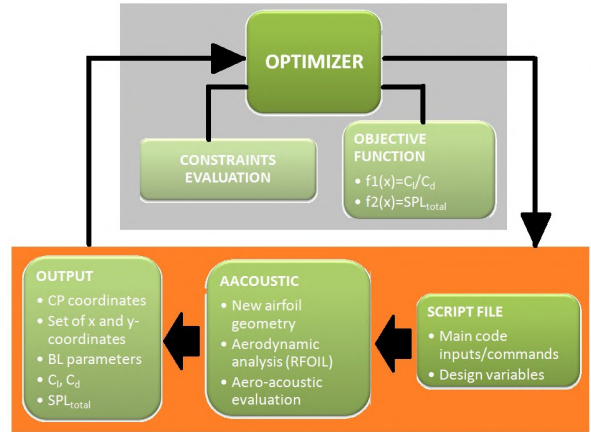 OPTIMIZER
CONSTRAINTS
EVALUATION
OBJECTIVE
FUNCTION
• f1(x)=Cl/Cd
• f2(x)=SPLtotal
OUTPUT
• CP coordinates
• Set of x and y-
coordinates
• BL parameters
• Cl, Cd
• SPLtotal
AACOUSTIC
• New airfoil
geometry
• Aerodynamic
analysis (RFOIL)
• Aero-acoustic
evaluation
SCRIPT FILE
• Main code
inputs/commands
• Design variables